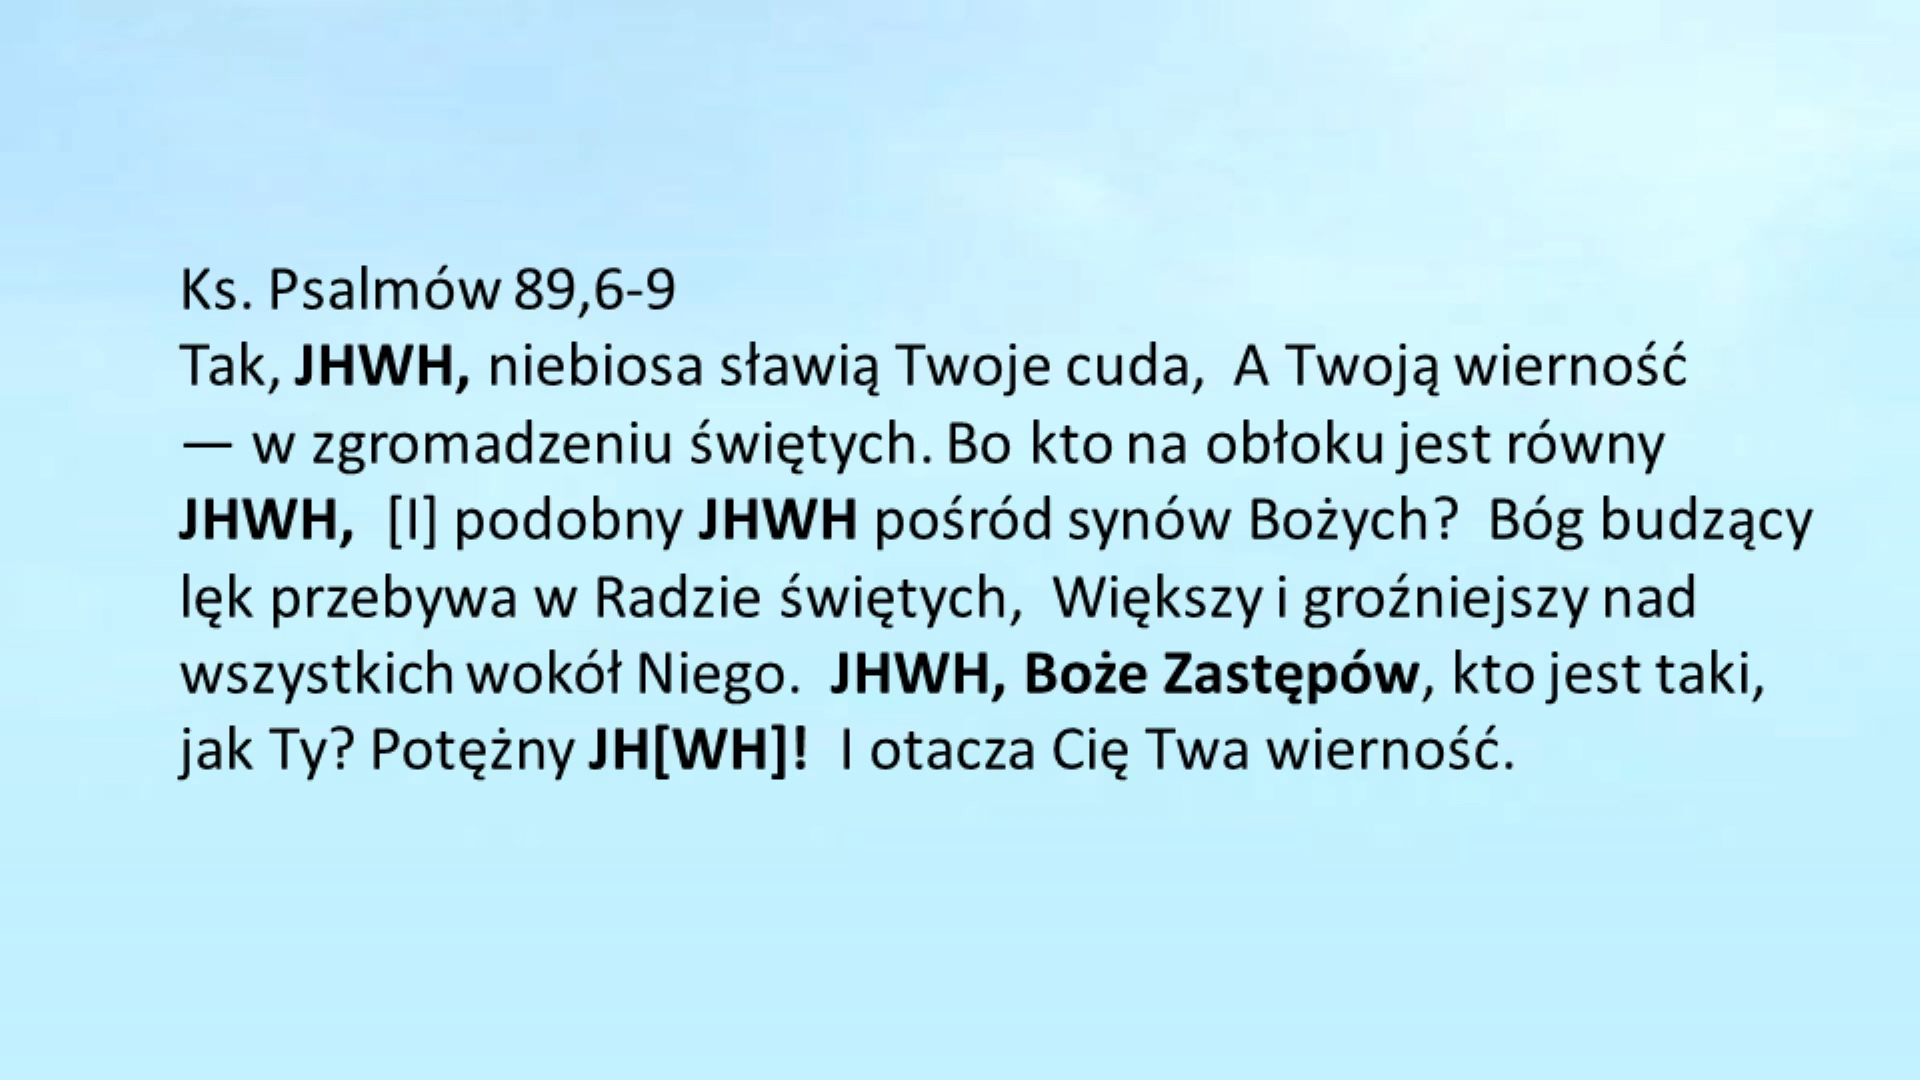 Ks. Psalmów 89,6-9
Tak, JHWH, niebiosa sławią Twoje cuda,  A Twoją wierność
— w zgromadzeniu świętych. Bo kto na obłoku jest równy
JHWH,  [I] podobny JHWH pośród synów Bożych?  Bóg budzący
lęk przebywa w Radzie świętych,  Większy i groźniejszy nad
wszystkich wokół Niego.  JHWH, Boże Zastępów, kto jest taki,
jak Ty? Potężny JH[WH]!  I otacza Cię Twa wierność.